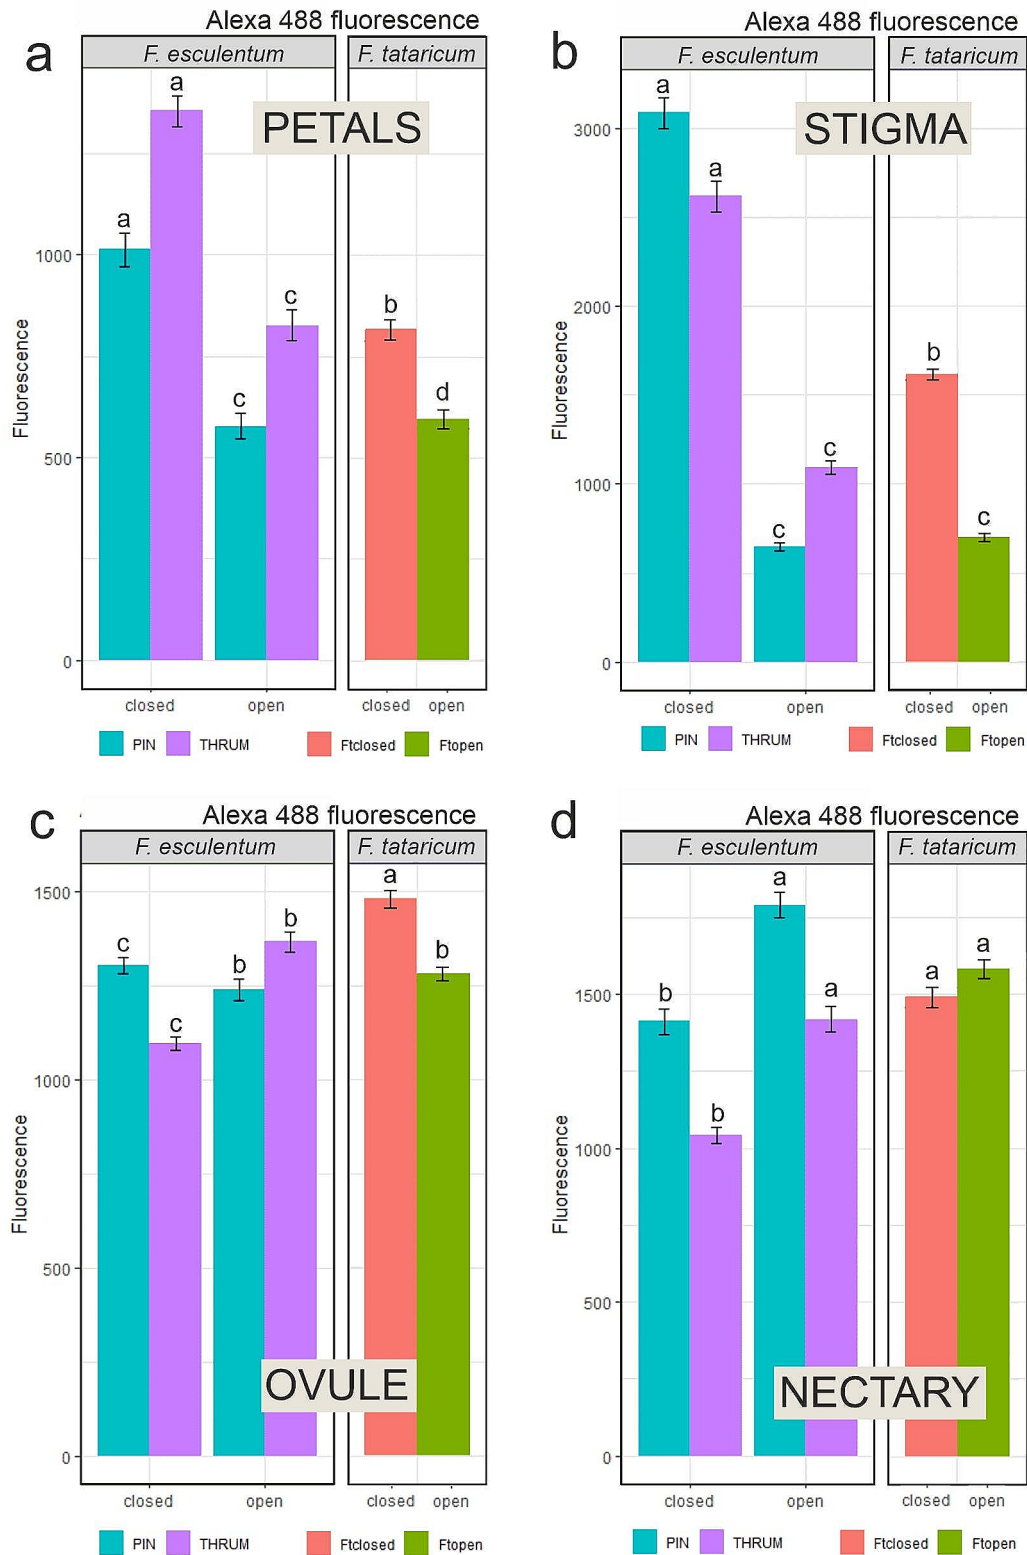 Alexa 488 fluorescence
a
F. esculentum
F. tataricum
PETALS
a
a
c
c
b
d
1000
500
0
Fluorescence
closed
open
closed
open
PIN
THRUM
Ftclosed
Ftopen
Alexa 488 fluorescence
b
F. esculentum
F. tataricum
STIGMA
a
a
c
c
b
c
3000
2000
1000
0
Fluorescence
closed
open
closed
open
PIN
THRUM
Ftclosed
Ftopen
Alexa 488 fluorescence
c
F. esculentum
F. tataricum
c
c
b
b
a
b
1500
1000
500
0
Fluorescence
OVULE
closed
open
closed
open
PIN
THRUM
Ftclosed
Ftopen
Alexa 488 fluorescence
d
F. esculentum
F. tataricum
b
b
a
a
a
a
1500
1000
500
0
Fluorescence
NECTARY
closed
open
closed
open
PIN
THRUM
Ftclosed
Ftopen